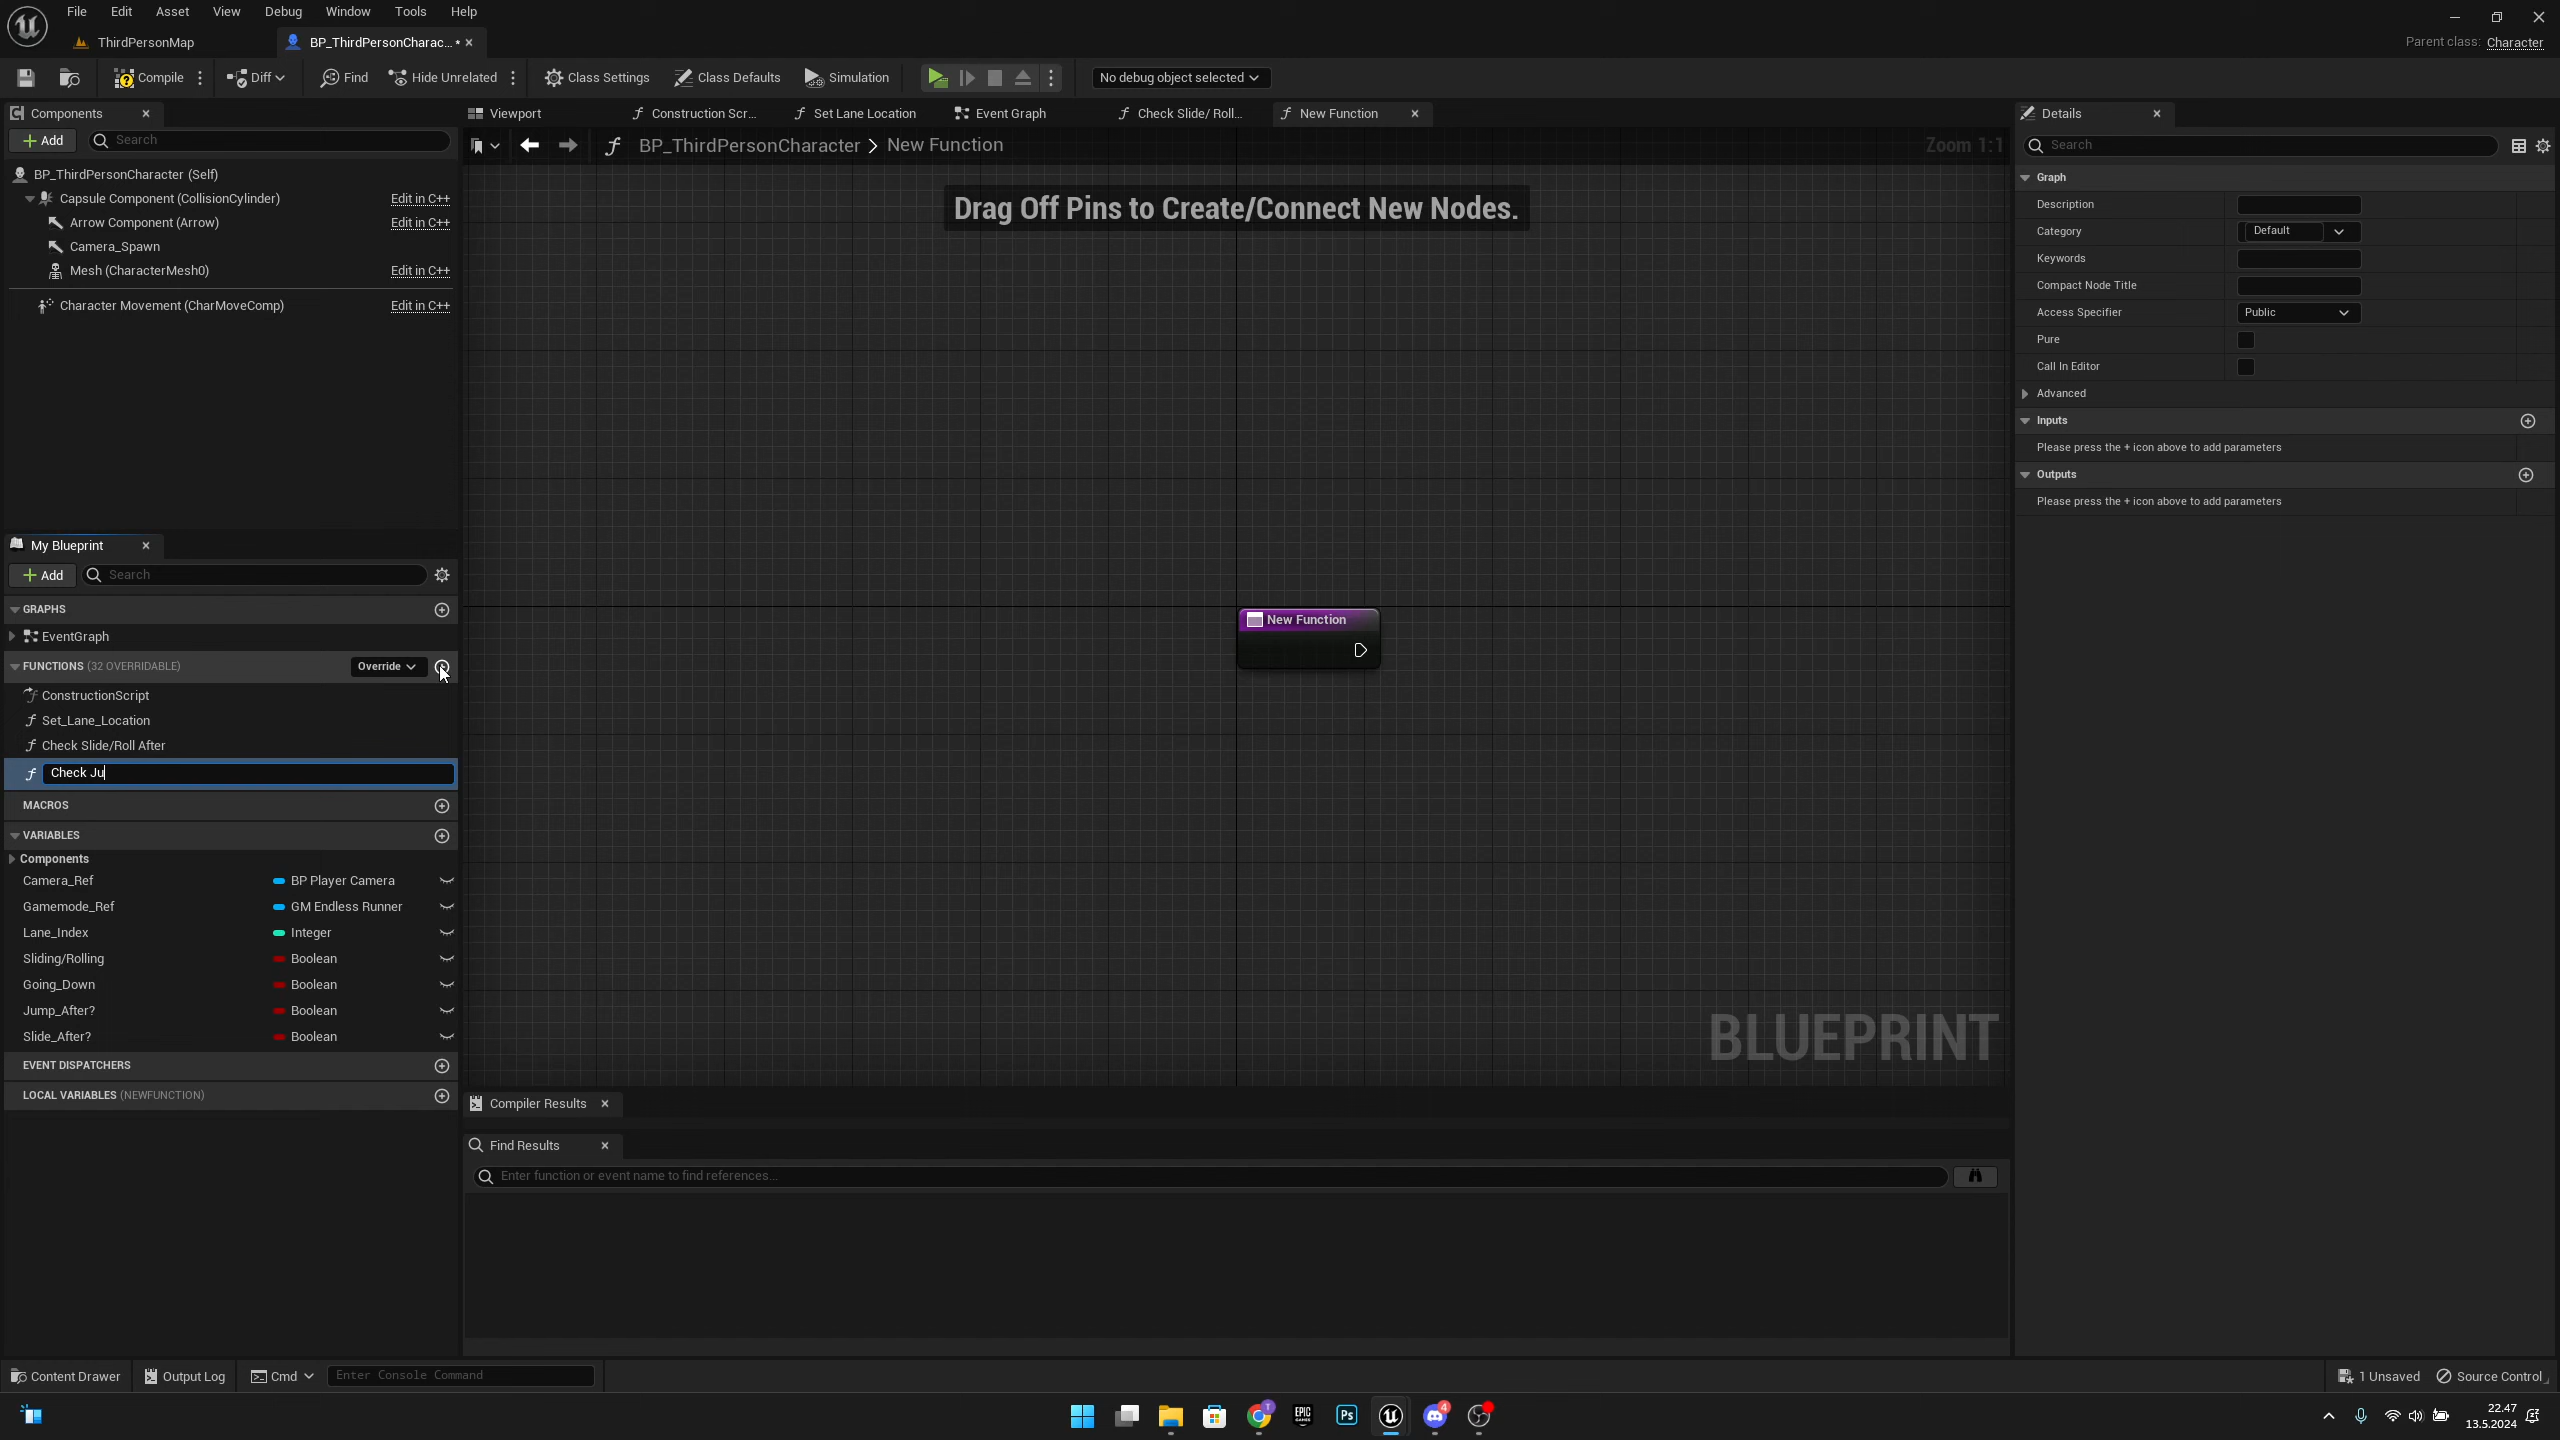 File Edit Asset View Debug Window Tools Help
ThirdPersonMap
BP_ThirdPersonCharac... •
Parent class: Character
Compile
Diff
Find
Hide Unrelated
Class Settings
Class Defaults
Simulation
No debug object selected
Components
Add
Search
BP_ThirdPersonCharacter (Self)
Capsule Component (CollisionCylinder) Edit in C++
Arrow Component (Arrow) Edit in C++
Camera_Spawn
Mesh (CharacterMesh0) Edit in C++
Character Movement (CharMoveComp) Edit in C++
My Blueprint
Add
Search
GRAPHS
EventGraph
FUNCTIONS (32 OVERRIDABLE) Override
ConstructionScript
Set_Lane_Location
Check Slide/Roll After
Check Ju
MACROS
VARIABLES
Components
Camera_Ref BP Player Camera
Gamemode_Ref GM Endless Runner
Lane_Index Integer
Sliding/Rolling Boolean
Going_Down Boolean
Jump_After? Boolean
Slide_After? Boolean
EVENT DISPATCHERS
LOCAL VARIABLES (NEWFUNCTION)
Viewport
Construction Scr...
Set Lane Location
Event Graph
Check Slide/ Roll...
New Function
BP_ThirdPersonCharacter > New Function
Zoom 1:1
Drag Off Pins to Create/Connect New Nodes.
New Function
BLUEPRINT
Compiler Results
Find Results
Enter function or event name to find references...
Details
Search
Graph
Description
Category Default
Keywords
Compact Node Title
Access Specifier Public
Pure
Call In Editor
Advanced
Inputs
Please press the + icon above to add parameters
Outputs
Please press the + icon above to add parameters
Content Drawer
Output Log
Cmd
Enter Console Command
1 Unsaved
Source Control
T
EPIC GAMES
Ps
4
22.47
13.5.2024